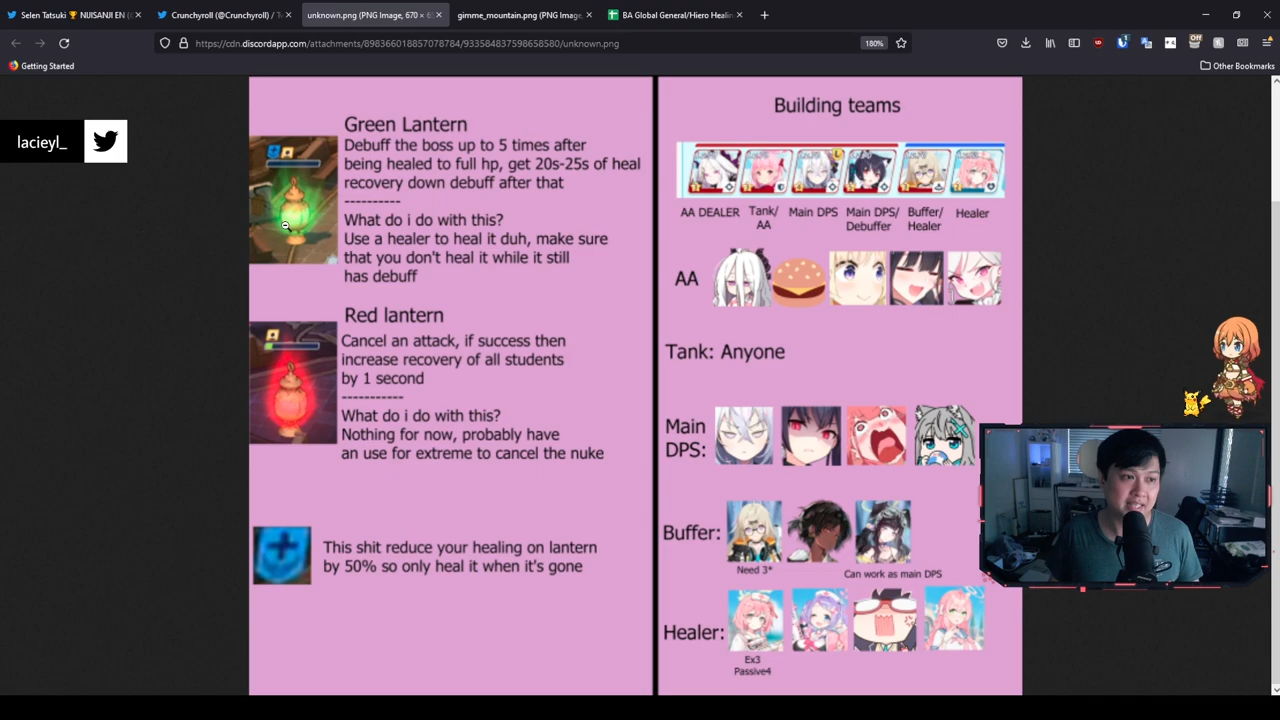 Selen Tatsuki 🏆 NIJISANJI EN (
Crunchyroll (@Crunchyroll) / T
unknown.png (PNG Image, 670 × 6
gimme_mountain.png (PNG Image,
BA Global General/Hiero Healin
https://cdn.discordapp.com/attachments/898366018857078784/933584837598658580/unknown.png
180%
Off
Getting Started
Other Bookmarks
lacieyl_
Green Lantern
Debuff the boss up to 5 times after
being healed to full hp, get 20s-25s of heal
recovery down debuff after that
----------
What do i do with this?
Use a healer to heal it duh, make sure
that you don't heal it while it still
has debuff
Red lantern
Cancel an attack, if success then
increase recovery of all students
by 1 second
-----------
What do i do with this?
Nothing for now, probably have
an use for extreme to cancel the nuke
This shit reduce your healing on lantern
by 50% so only heal it when it's gone
Building teams
AA DEALER
Tank/
AA
Main DPS
Main DPS/
Debuffer
Buffer/
Healer
Healer
AA
Tank: Anyone
Main
DPS:
Buffer:
Need 3*
Can work as main DPS
Healer:
Ex3
Passive4